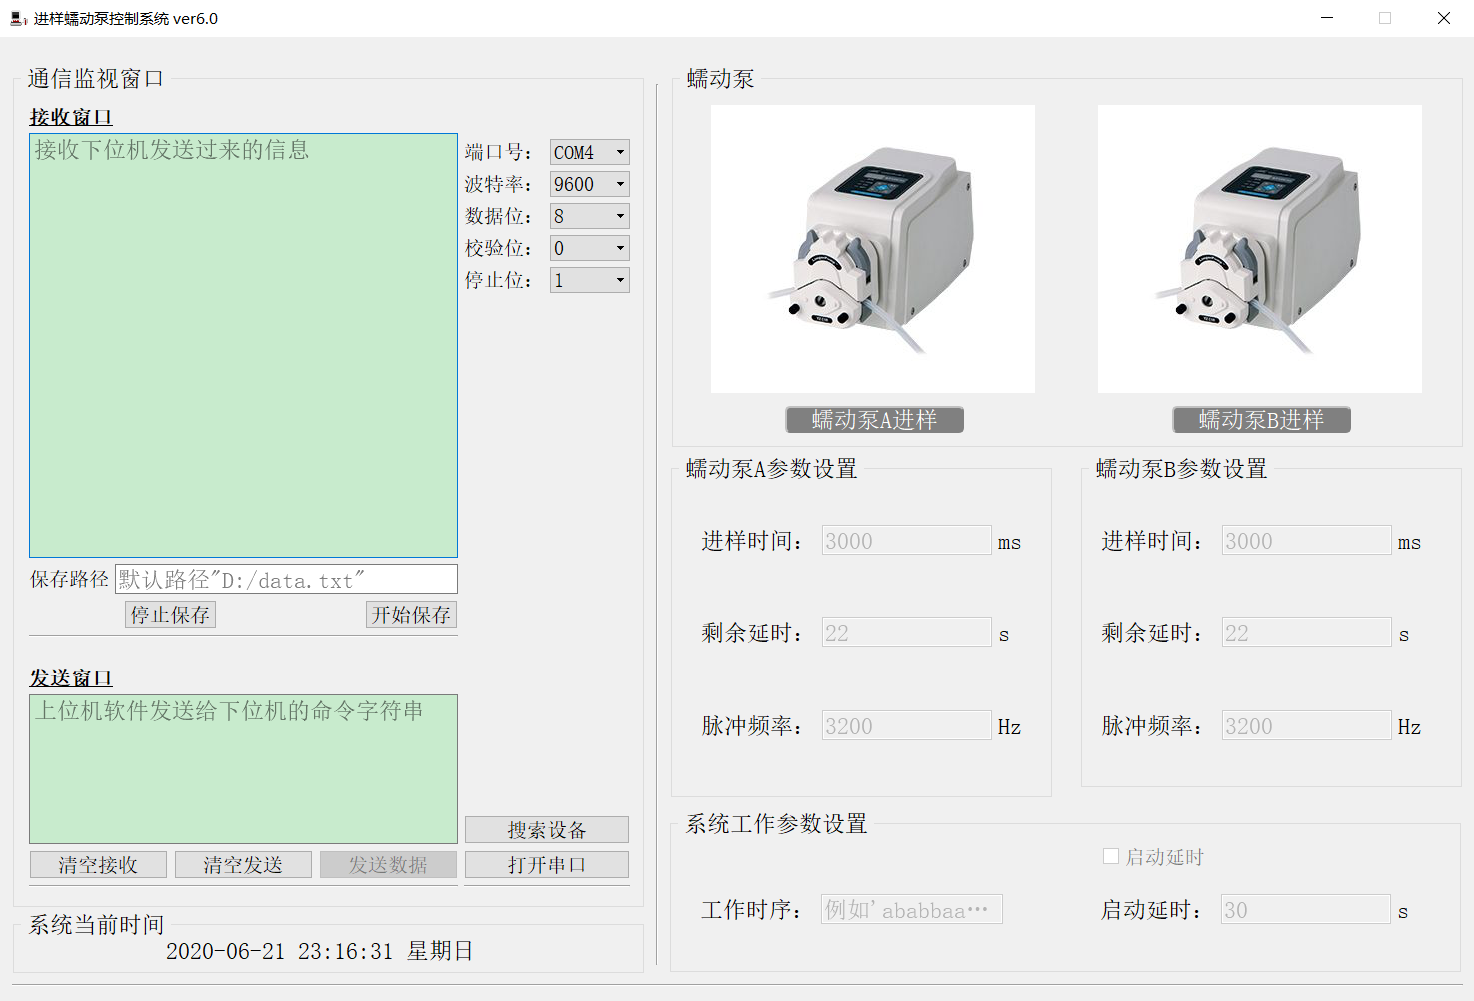 进样蠕动泵控制系统 ver6.0
通信监视窗口
接收窗口
接收下位机发送过来的信息
端口号： COM4
波特率： 9600
数据位： 8
校验位： 0
停止位： 1
保存路径 默认路径"D:/data.txt"
停止保存 开始保存
发送窗口
上位机软件发送给下位机的命令字符串
搜索设备
清空接收 清空发送 发送数据 打开串口
系统当前时间
2020-06-21 23:16:31 星期日
蠕动泵
蠕动泵A进样 蠕动泵B进样
蠕动泵A参数设置
进样时间： 3000 ms
剩余延时： 22 s
脉冲频率： 3200 Hz
蠕动泵B参数设置
进样时间： 3000 ms
剩余延时： 22 s
脉冲频率： 3200 Hz
系统工作参数设置
启动延时
工作时序： 例如'ababbaa…
启动延时： 30 s